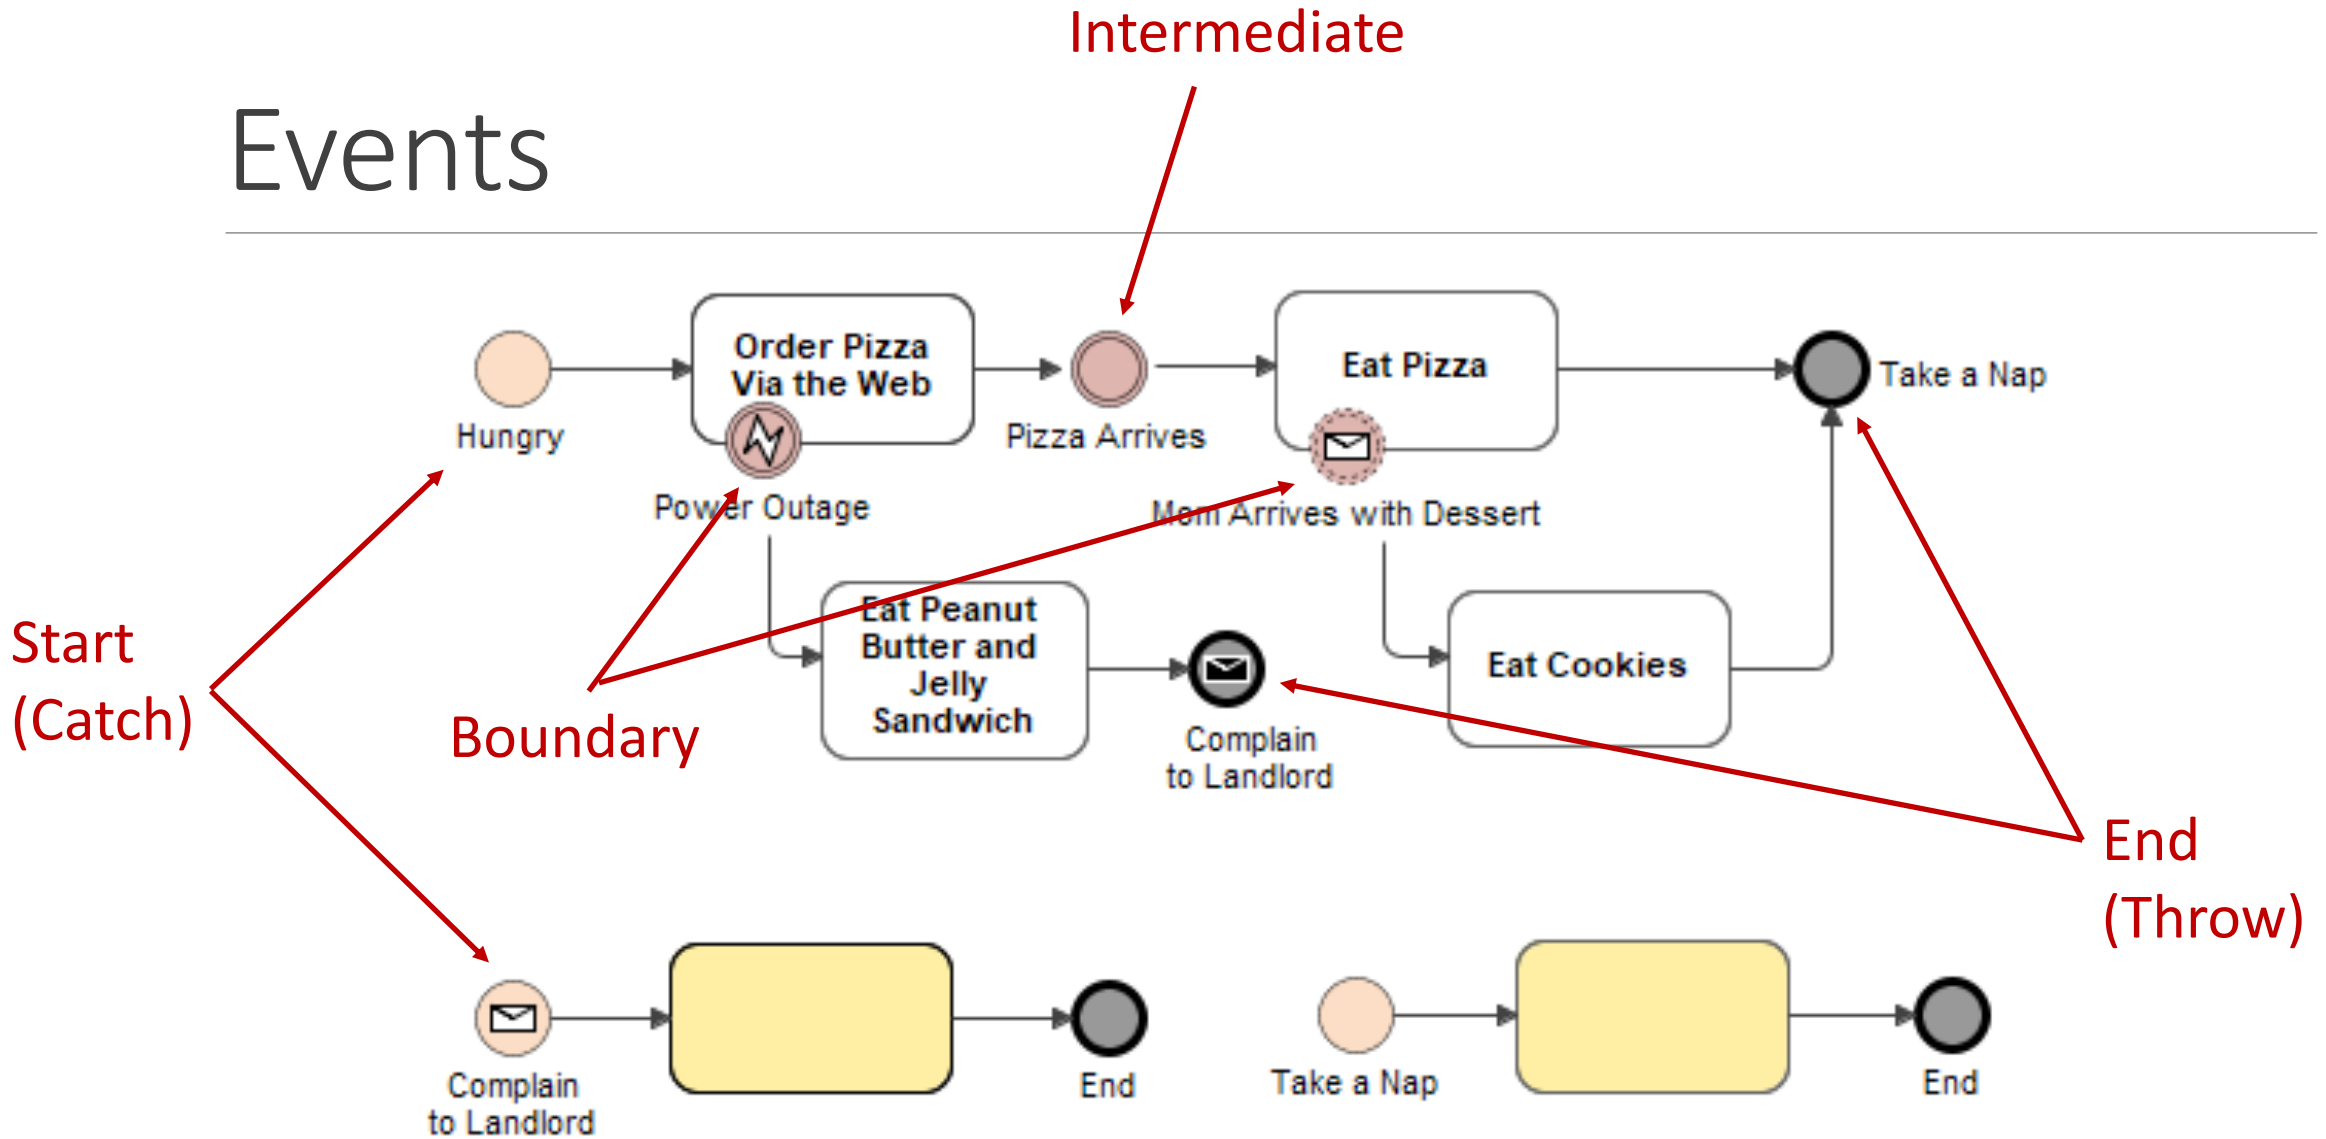 Intermediate
Events
Order Pizza
Via the Web
Eat Pizza
Take a Nap
Hungry
Pizza Arrives
Power Outage
Mom Arrives with Dessert
Eat Peanut
Butter and
Jelly
Sandwich
Eat Cookies
Start
(Catch)
Boundary
Complain
to Landlord
End
(Throw)
Complain
to Landlord
End
Take a Nap
End